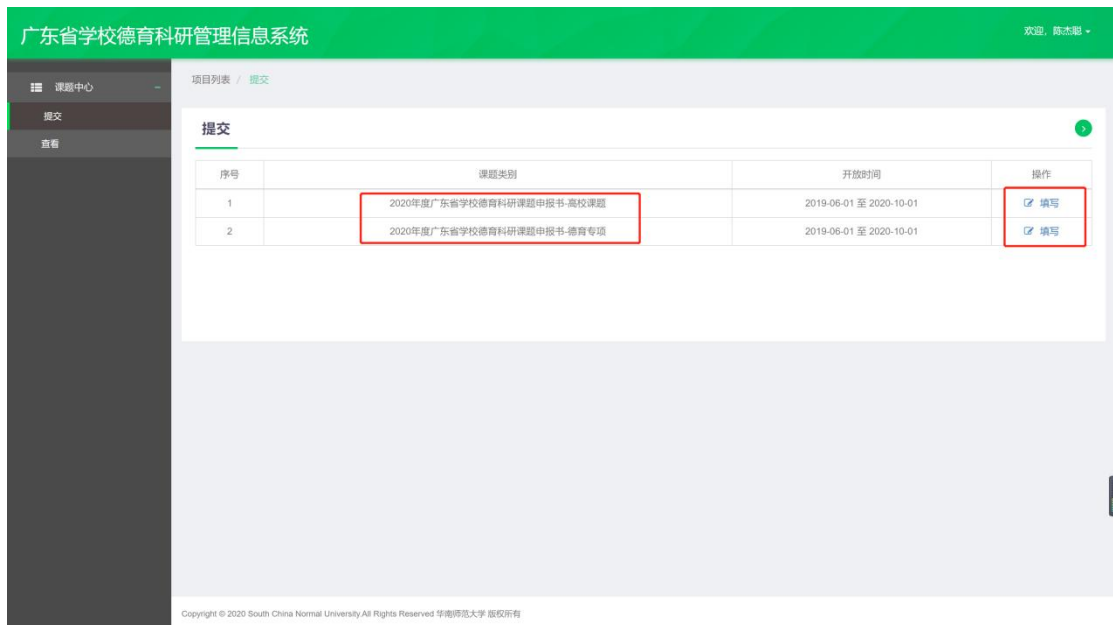 广东省学校德育科研管理信息系统
欢迎，陈杰聪
课题中心
提交
查看
项目列表 / 提交
提交
序号 课题类别 开放时间 操作
1 2020年度广东省学校德育科研课题申报书-高校课题 2019-06-01 至 2020-10-01 填写
2 2020年度广东省学校德育科研课题申报书-德育专项 2019-06-01 至 2020-10-01 填写
Copyright © 2020 South China Normal University.All Rights Reserved 华南师范大学 版权所有